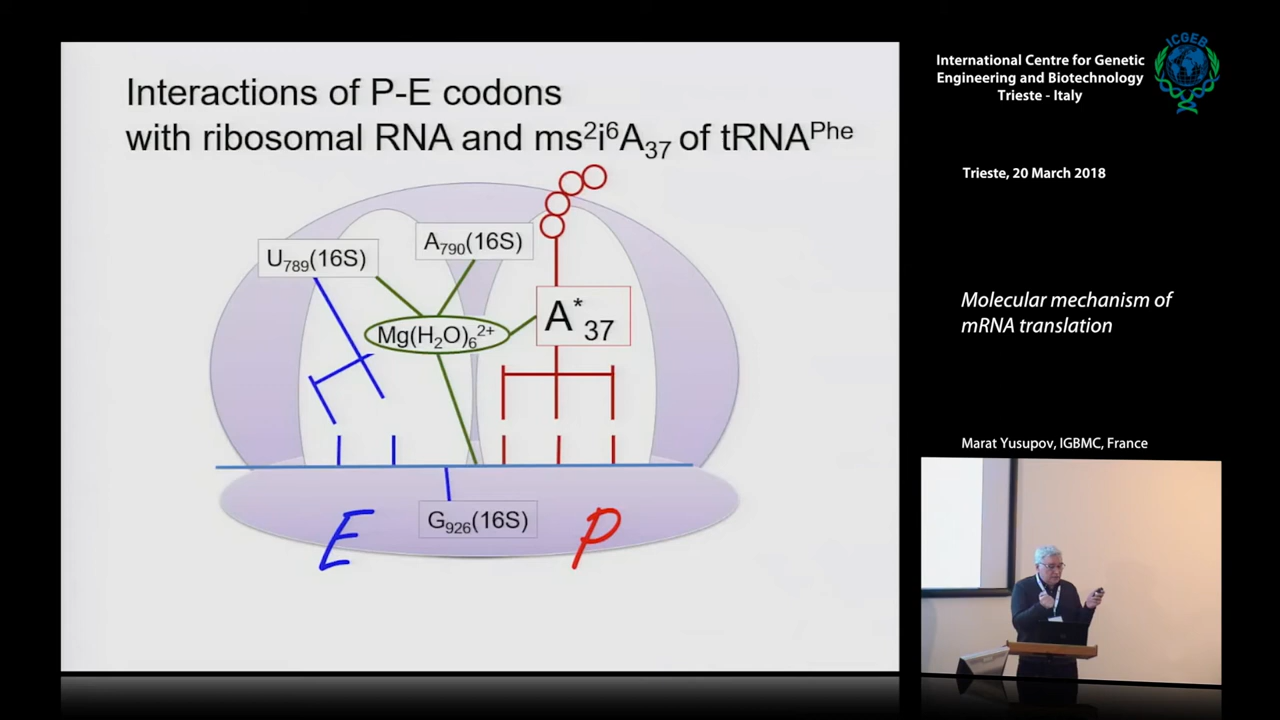 Interactions of P-E codons
with ribosomal RNA and ms²i⁶A₃₇ of tRNAᴾʰᵉ
U₇₈₉(16S)
A₇₉₀(16S)
Mg(H₂O)₆²⁺
A*₃₇
G₉₂₆(16S)
E
P
International Centre for Genetic
Engineering and Biotechnology
Trieste - Italy
ICGEB
Trieste, 20 March 2018
Molecular mechanism of
mRNA translation
Marat Yusupov, IGBMC, France